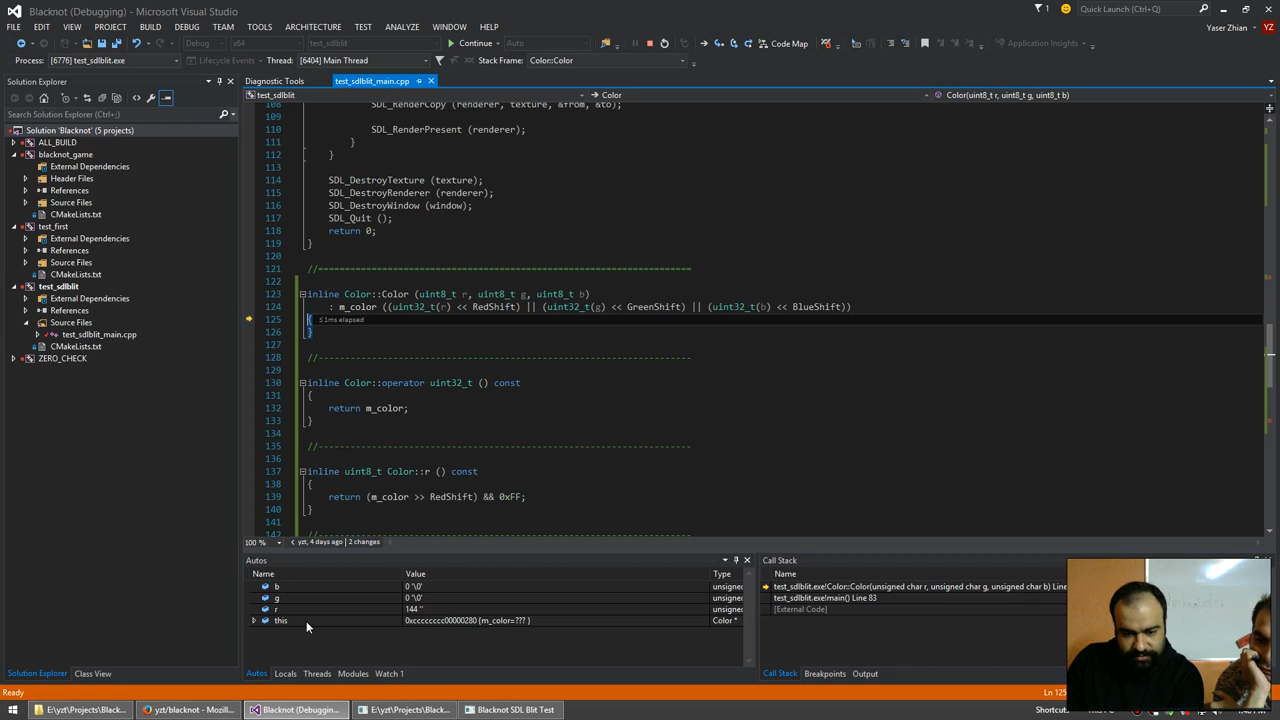 Blacknot (Debugging) - Microsoft Visual Studio
1
Quick Launch (Ctrl+Q)
FILE EDIT VIEW PROJECT BUILD DEBUG TEAM TOOLS ARCHITECTURE TEST ANALYZE WINDOW HELP
Yaser Zhian YZ
Debug x64 test_sdlblit Continue Auto Code Map Application Insights
Process: [6776] test_sdlblit.exe Lifecycle Events Thread: [6404] Main Thread Stack Frame: Color::Color
Solution Explorer
Diagnostic Tools test_sdlblit_main.cpp
test_sdlblit Color Color(uint8_t r, uint8_t g, uint8_t b)
Search Solution Explorer (Ctrl+;)
Solution 'Blacknot' (5 projects)
ALL_BUILD
blacknot_game
External Dependencies
Header Files
References
Source Files
CMakeLists.txt
test_first
External Dependencies
References
Source Files
CMakeLists.txt
test_sdlblit
External Dependencies
References
Source Files
test_sdlblit_main.cpp
CMakeLists.txt
ZERO_CHECK
108 SDL_RenderCopy (renderer, texture, &from, &to);
109
110 SDL_RenderPresent (renderer);
111 }
112 }
113
114 SDL_DestroyTexture (texture);
115 SDL_DestroyRenderer (renderer);
116 SDL_DestroyWindow (window);
117 SDL_Quit ();
118 return 0;
119 }
120
121 //======================================================================
122
123 inline Color::Color (uint8_t r, uint8_t g, uint8_t b)
124 : m_color ((uint32_t(r) << RedShift) || (uint32_t(g) << GreenShift) || (uint32_t(b) << BlueShift))
125 { ≤1ms elapsed
126 }
127
128 //----------------------------------------------------------------------
129
130 inline Color::operator uint32_t () const
131 {
132 return m_color;
133 }
134
135 //----------------------------------------------------------------------
136
137 inline uint8_t Color::r () const
138 {
139 return (m_color >> RedShift) && 0xFF;
140 }
141
142 //----------------------------------------------------------------------
100 % yzt, 4 days ago | 2 changes
Autos
Name Value Type
b 0 '\0' unsigned
g 0 '\0' unsigned
r 144 '' unsigned
this 0xcccccccc00000280 {m_color=??? } Color *
Call Stack
Name
test_sdlblit.exe!Color::Color(unsigned char r, unsigned char g, unsigned char b) Line
test_sdlblit.exe!main() Line 83
[External Code]
Solution Explorer Class View
Autos Locals Threads Modules Watch 1
Call Stack Breakpoints Output
Ready
Ln 125
E:\yzt\Projects\Black... yzt/blacknot - Mozill... Blacknot (Debuggin... E:\yzt\Projects\Black... Blacknot SDL Blit Test